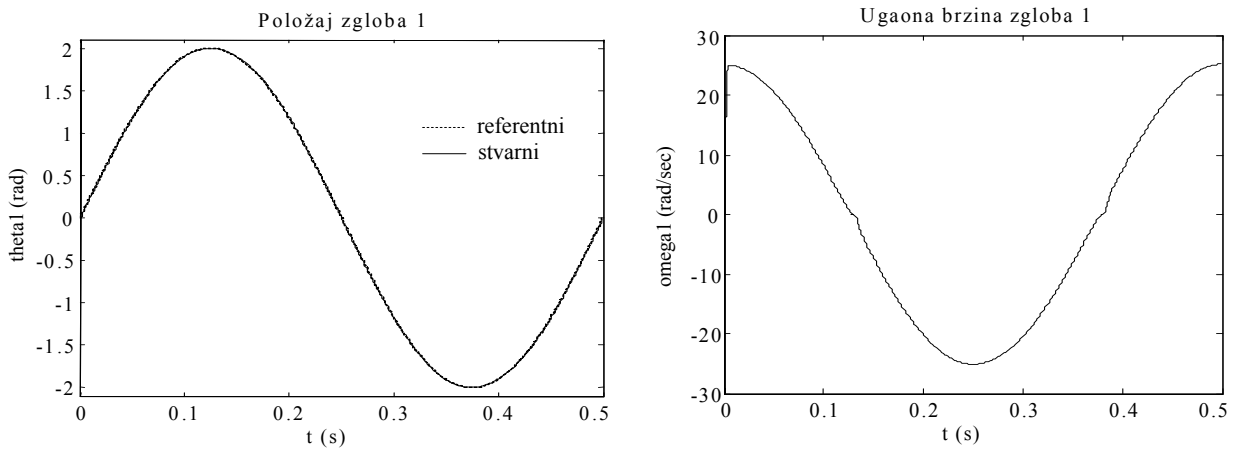 Položaj zgloba 1
2
1.5
1
0.5
0
-0.5
-1
-1.5
-2
theta1 (rad)
referentni
stvarni
0 0.1 0.2 0.3 0.4 0.5
t (s)
Ugaona brzina zgloba 1
30
20
10
0
-10
-20
-30
omega1 (rad/sec)
0 0.1 0.2 0.3 0.4 0.5
t (s)